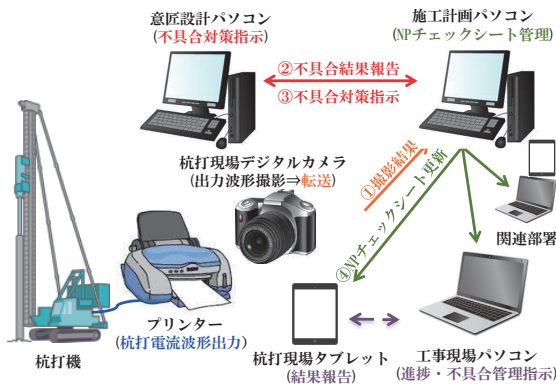 意匠設計パソコン
(不具合対策指示)
施工計画パソコン
(NPチェックシート管理)
②不具合結果報告
③不具合対策指示
杭打現場デジタルカメラ
(出力波形撮影⇒転送)
①撮影結果
④NPチェックシート更新
関連部署
プリンター
(杭打電流波形出力)
杭打機
杭打現場タブレット
(結果報告)
工事現場パソコン
(進捗・不具合管理指示)